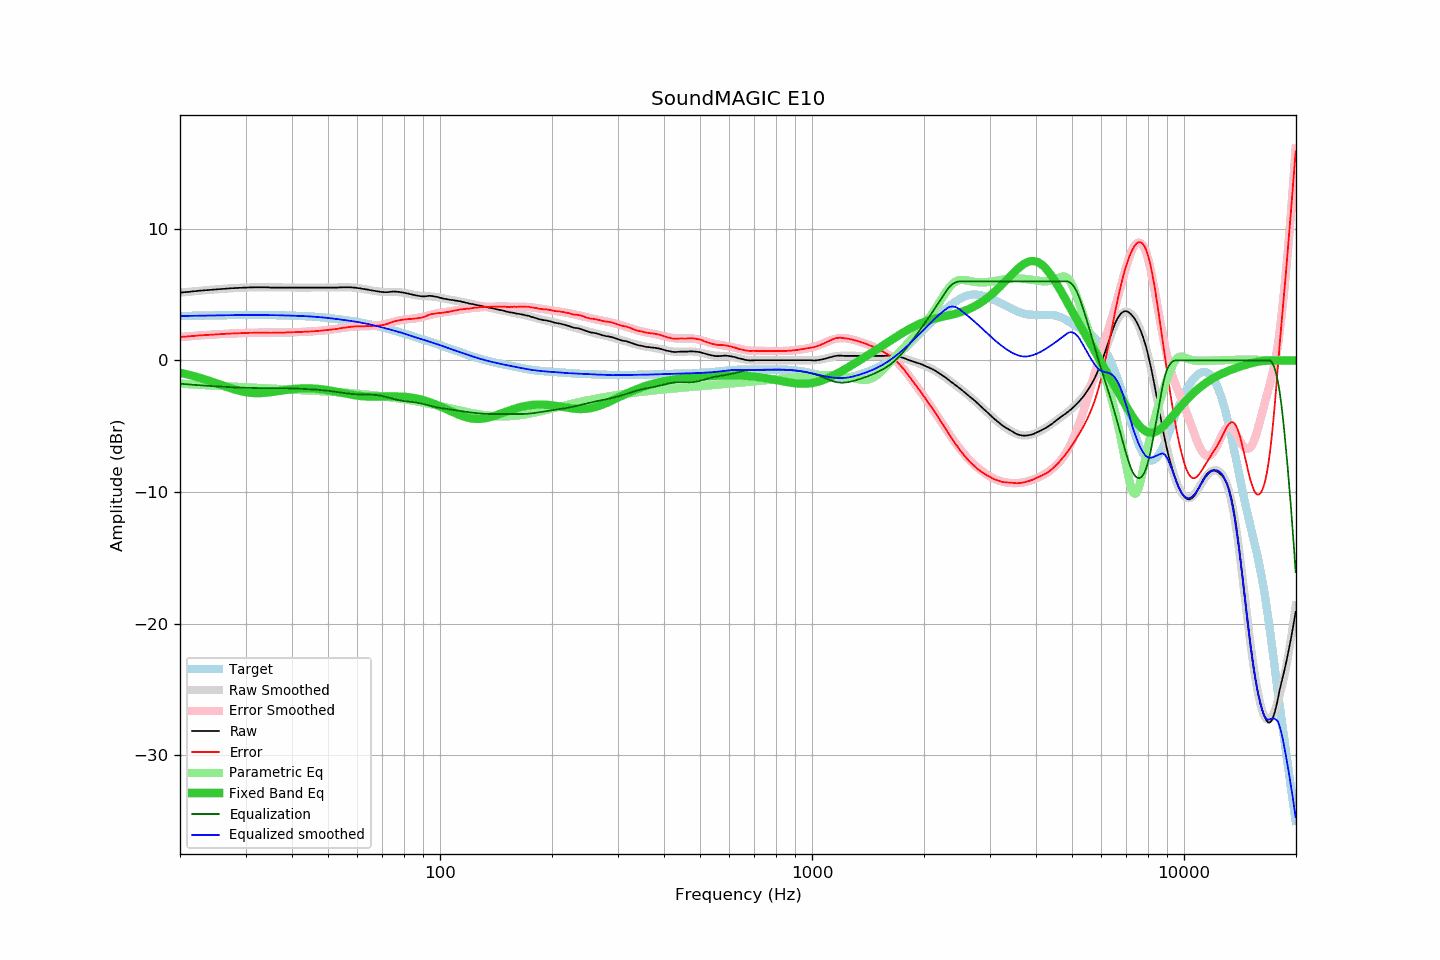 SoundMAGIC E10
Amplitude (dBr)
10
0
−10
−20
−30
Target
Raw Smoothed
Error Smoothed
Raw
Error
Parametric Eq
Fixed Band Eq
Equalization
Equalized smoothed
100
1000
10000
Frequency (Hz)